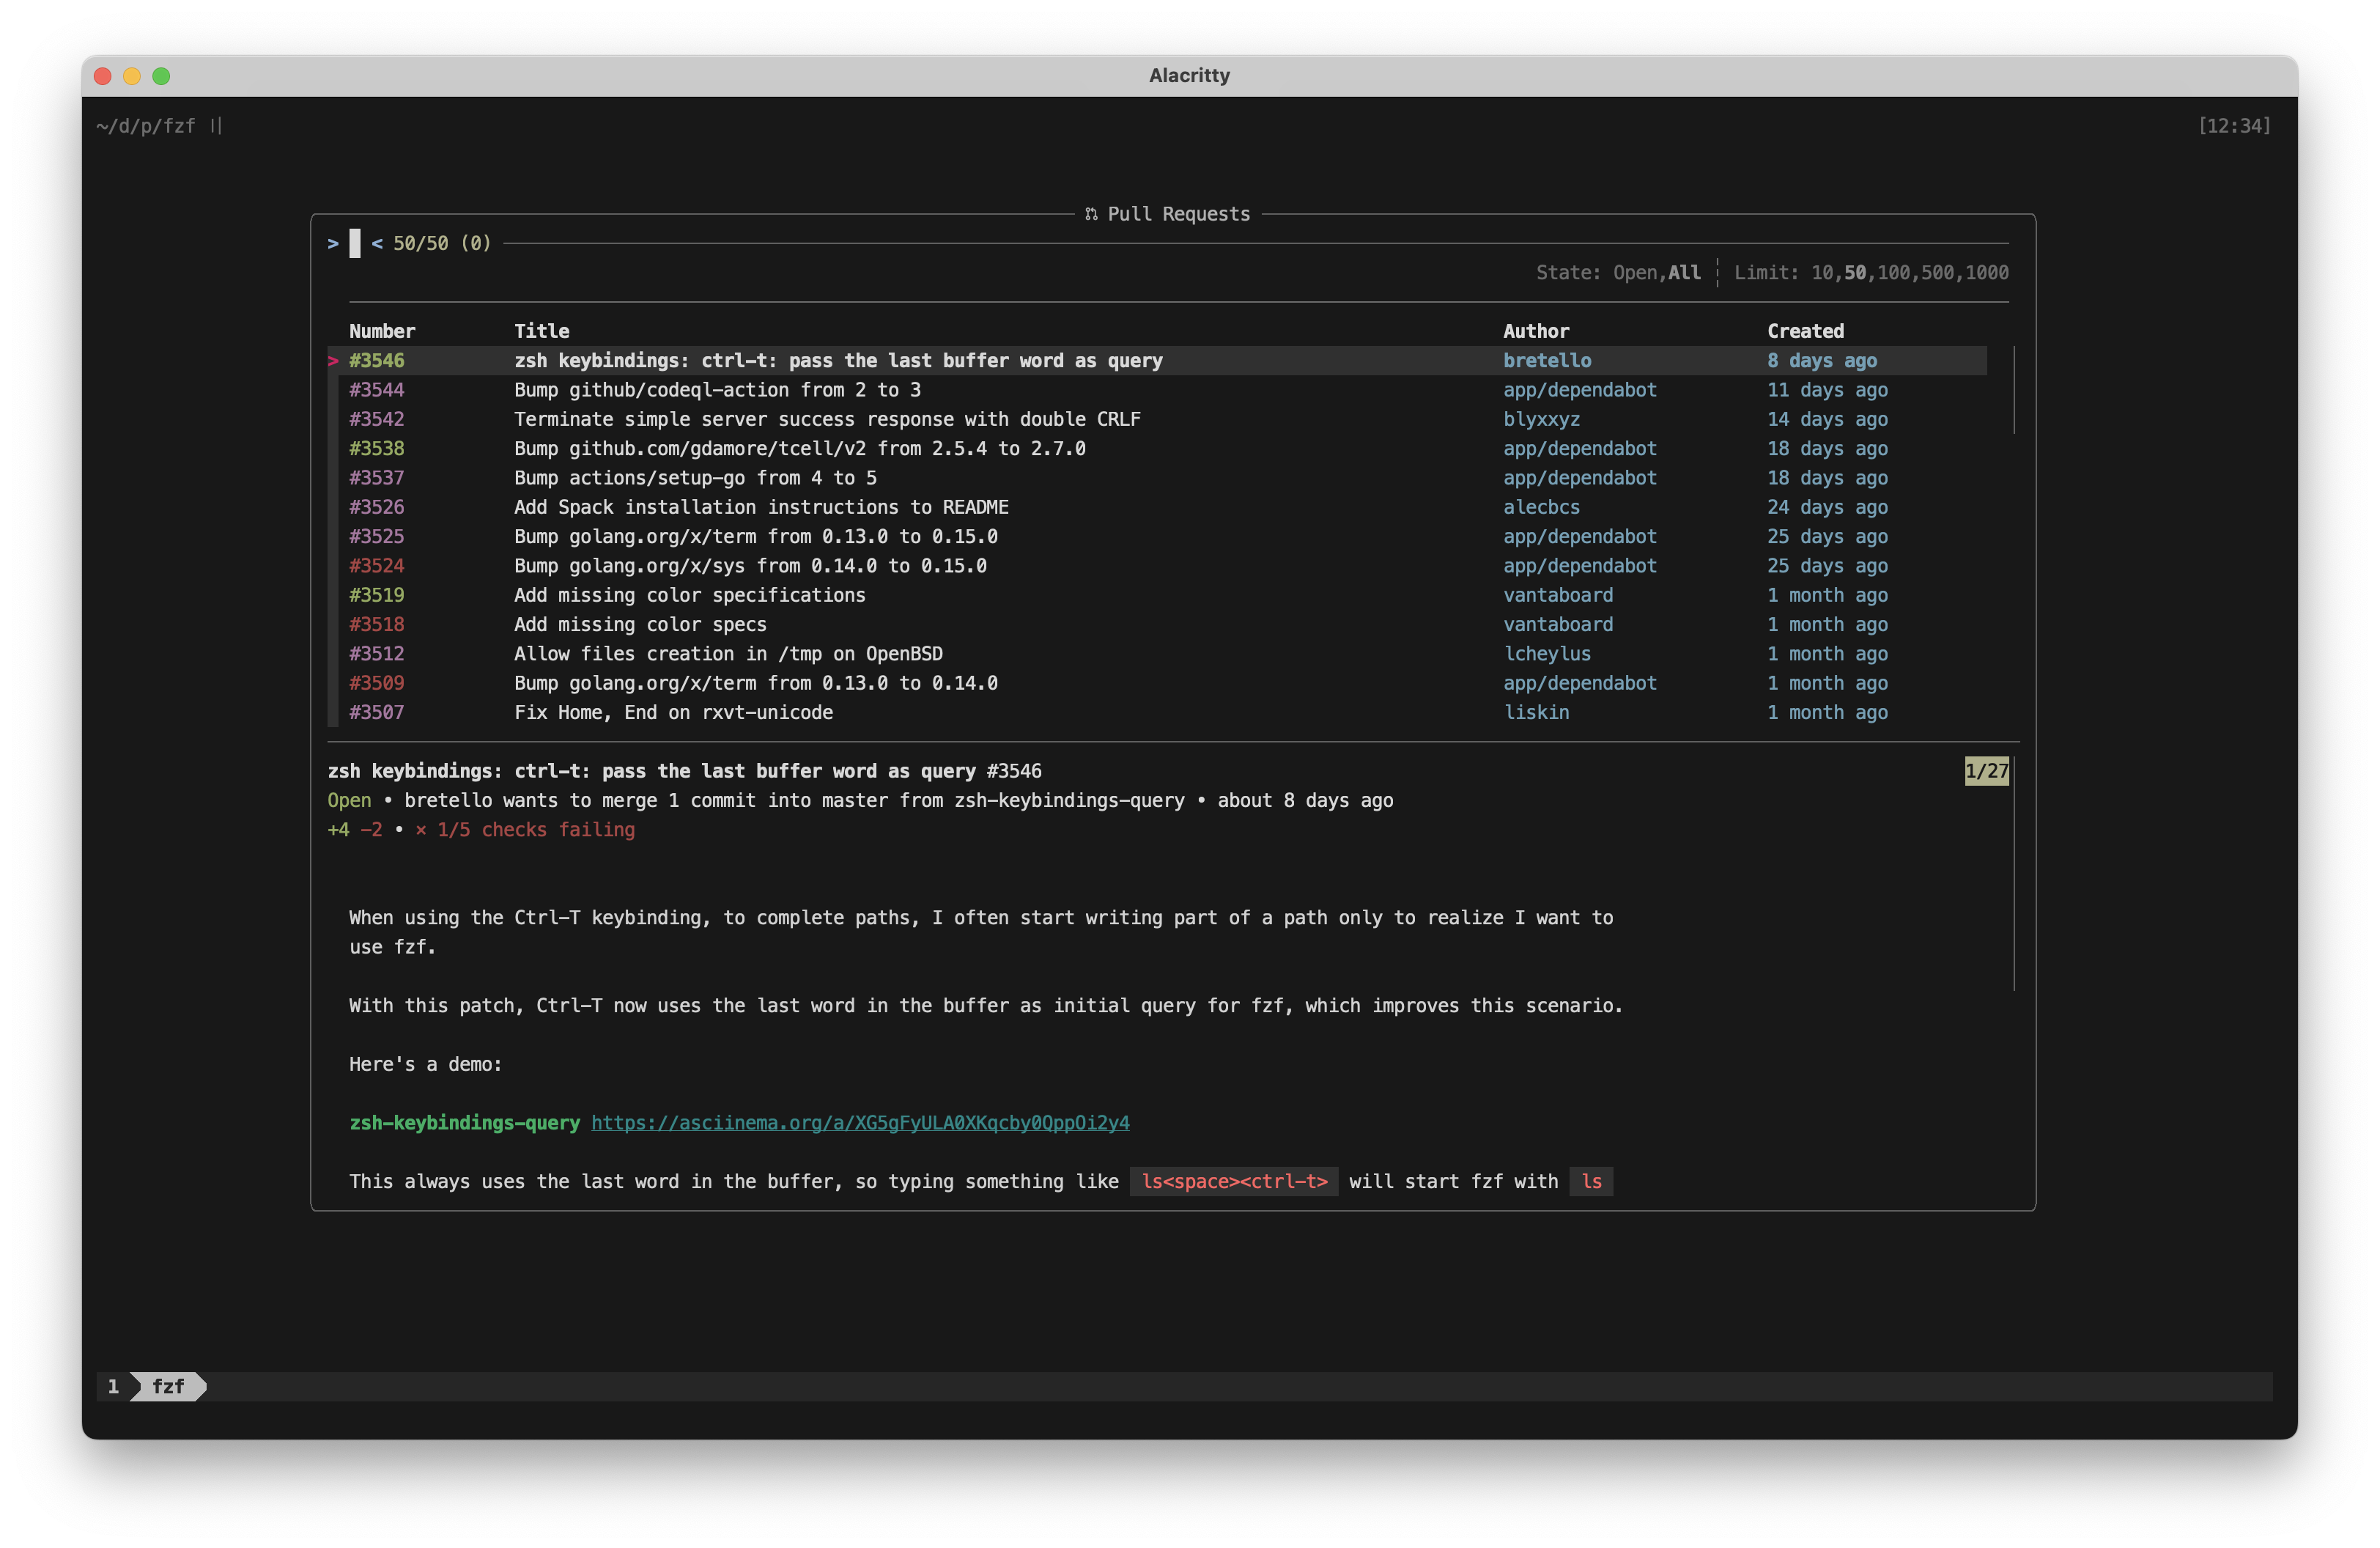 Alacritty
~/d/p/fzf || [12:34]
Pull Requests
> < 50/50 (0)
State: Open,All ¦ Limit: 10,50,100,500,1000
Number Title Author Created
> #3546 zsh keybindings: ctrl-t: pass the last buffer word as query bretello 8 days ago
#3544 Bump github/codeql-action from 2 to 3 app/dependabot 11 days ago
#3542 Terminate simple server success response with double CRLF blyxxyz 14 days ago
#3538 Bump github.com/gdamore/tcell/v2 from 2.5.4 to 2.7.0 app/dependabot 18 days ago
#3537 Bump actions/setup-go from 4 to 5 app/dependabot 18 days ago
#3526 Add Spack installation instructions to README alecbcs 24 days ago
#3525 Bump golang.org/x/term from 0.13.0 to 0.15.0 app/dependabot 25 days ago
#3524 Bump golang.org/x/sys from 0.14.0 to 0.15.0 app/dependabot 25 days ago
#3519 Add missing color specifications vantaboard 1 month ago
#3518 Add missing color specs vantaboard 1 month ago
#3512 Allow files creation in /tmp on OpenBSD lcheylus 1 month ago
#3509 Bump golang.org/x/term from 0.13.0 to 0.14.0 app/dependabot 1 month ago
#3507 Fix Home, End on rxvt-unicode liskin 1 month ago
zsh keybindings: ctrl-t: pass the last buffer word as query #3546 1/27
Open • bretello wants to merge 1 commit into master from zsh-keybindings-query • about 8 days ago
+4 -2 • × 1/5 checks failing
When using the Ctrl-T keybinding, to complete paths, I often start writing part of a path only to realize I want to
use fzf.
With this patch, Ctrl-T now uses the last word in the buffer as initial query for fzf, which improves this scenario.
Here's a demo:
zsh-keybindings-query https://asciinema.org/a/XG5gFyULA0XKqcby0QppOi2y4
This always uses the last word in the buffer, so typing something like ls<space><ctrl-t> will start fzf with ls
1 fzf